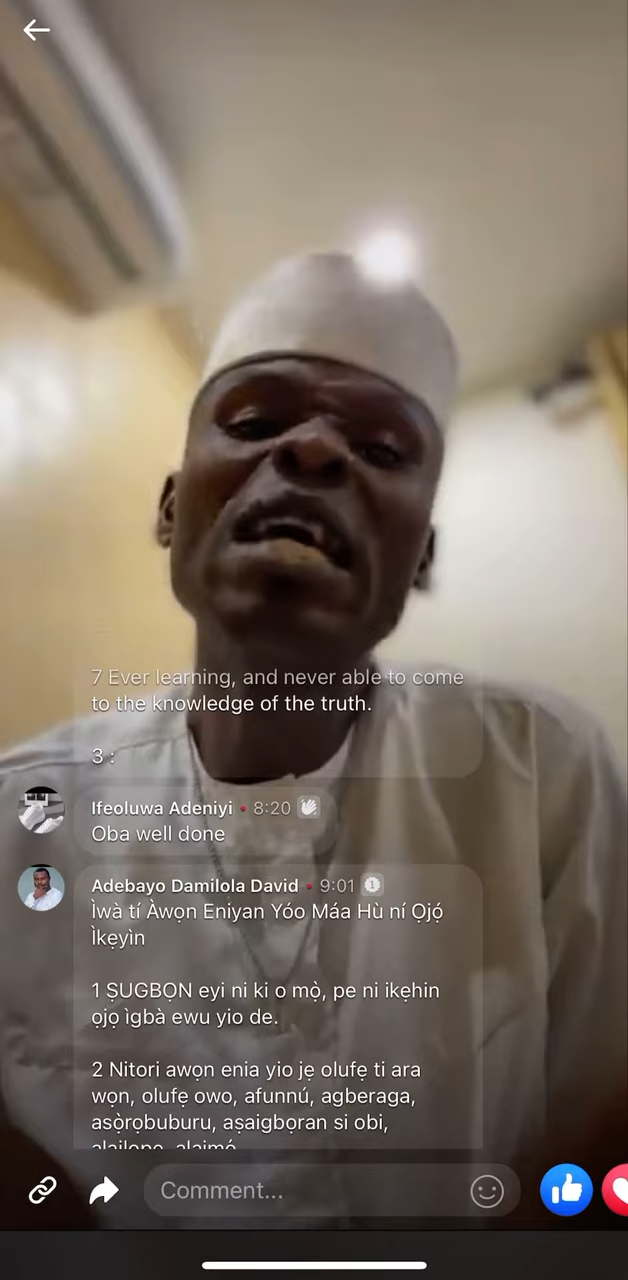 7 Ever learning, and never able to come
to the knowledge of the truth.
3 :
Ifeoluwa Adeniyi • 8:20
Oba well done
Adebayo Damilola David • 9:01
Ìwà tí Àwọn Eniyan Yóo Máa Hù ní Ọjọ́
Ìkẹyìn
1 ṢUGBỌN eyi ni ki o mọ̀, pe ni ikẹhin
ọjọ ìgbà ewu yio de.
2 Nitori awọn enia yio jẹ olufẹ ti ara
wọn, olufẹ owo, afunnú, agberaga,
asọ̀rọbuburu, aṣaigbọran si obi,
Comment...